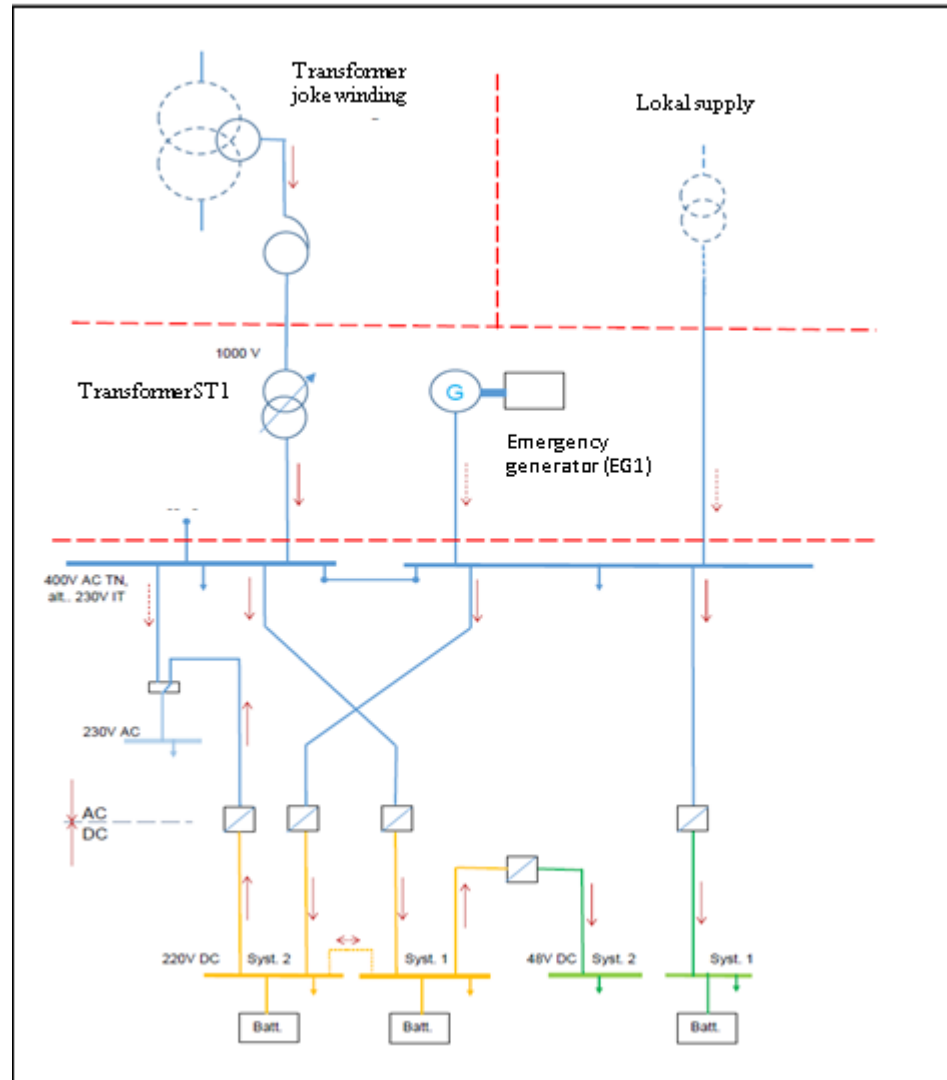 Transformer
joke winding
Lokal supply
1000 V
TransformerST1
G
Emergency
generator (EG1)
400V AC TN,
alt.. 230V IT
230V AC
AC
DC
220V DC
Syst. 2
Syst. 1
48V DC
Syst. 2
Syst. 1
Batt.
Batt.
Batt.